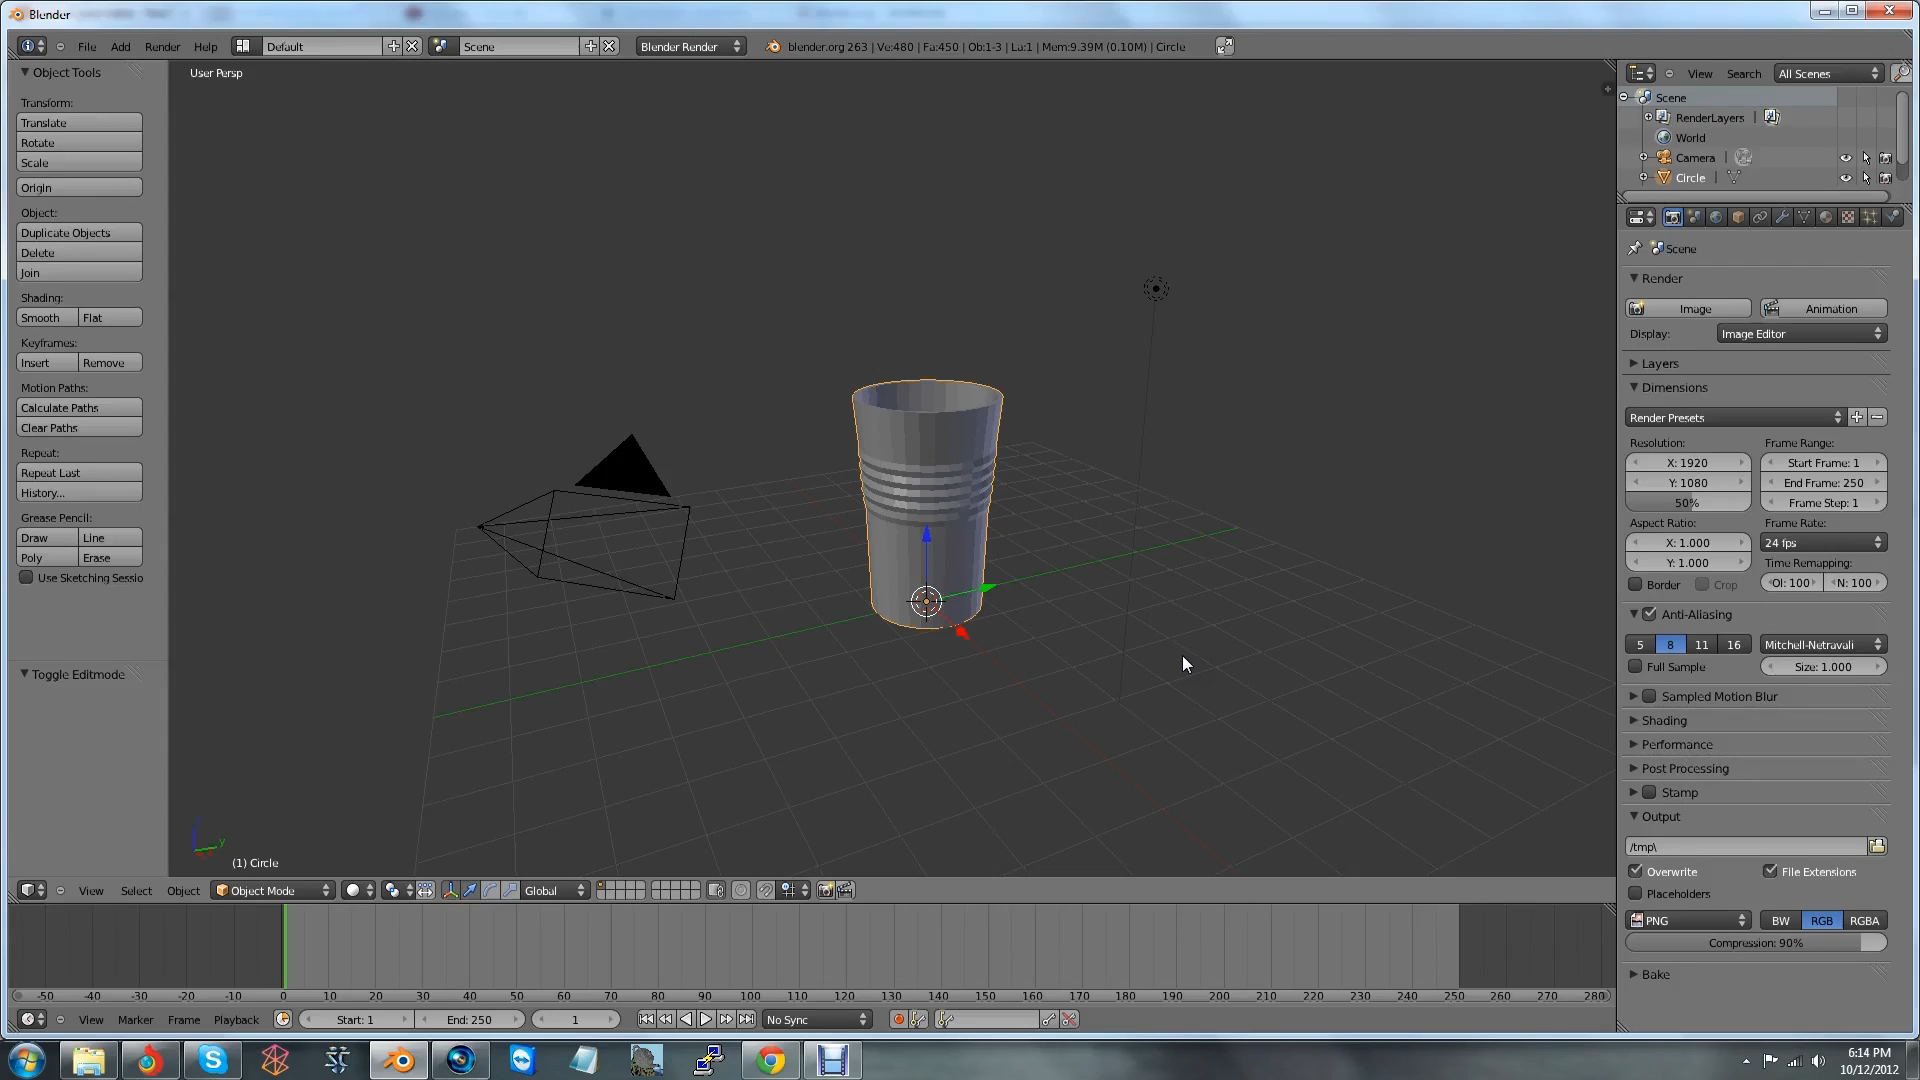 Blender
File Add Render Help Default Scene Blender Render blender.org 263 | Ve:480 | Fa:450 | Ob:1-3 | La:1 | Mem:9.39M (0.10M) | Circle
Object Tools
Transform:
Translate
Rotate
Scale
Origin
Object:
Duplicate Objects
Delete
Join
Shading:
Smooth Flat
Keyframes:
Insert Remove
Motion Paths:
Calculate Paths
Clear Paths
Repeat:
Repeat Last
History...
Grease Pencil:
Draw Line
Poly Erase
Use Sketching Sessio
Toggle Editmode
User Persp
y
(1) Circle
View Select Object Object Mode Global
-50 -40 -30 -20 -10 0 10 20 30 40 50 60 70 80 90 100 110 120 130 140 150 160 170 180 190 200 210 220 230 240 250 260 270 280
View Marker Frame Playback Start: 1 End: 250 1 No Sync
View Search All Scenes
Scene
RenderLayers |
World
Camera |
Circle |
Scene
Render
Image Animation
Display: Image Editor
Layers
Dimensions
Render Presets
Resolution: Frame Range:
X: 1920 Start Frame: 1
Y: 1080 End Frame: 250
50% Frame Step: 1
Aspect Ratio: Frame Rate:
X: 1.000 24 fps
Y: 1.000 Time Remapping:
Border Crop Ol: 100 N: 100
Anti-Aliasing
5 8 11 16 Mitchell-Netravali
Full Sample Size: 1.000
Sampled Motion Blur
Shading
Performance
Post Processing
Stamp
Output
/tmp\
Overwrite File Extensions
Placeholders
PNG BW RGB RGBA
Compression: 90%
Bake
6:14 PM
10/12/2012